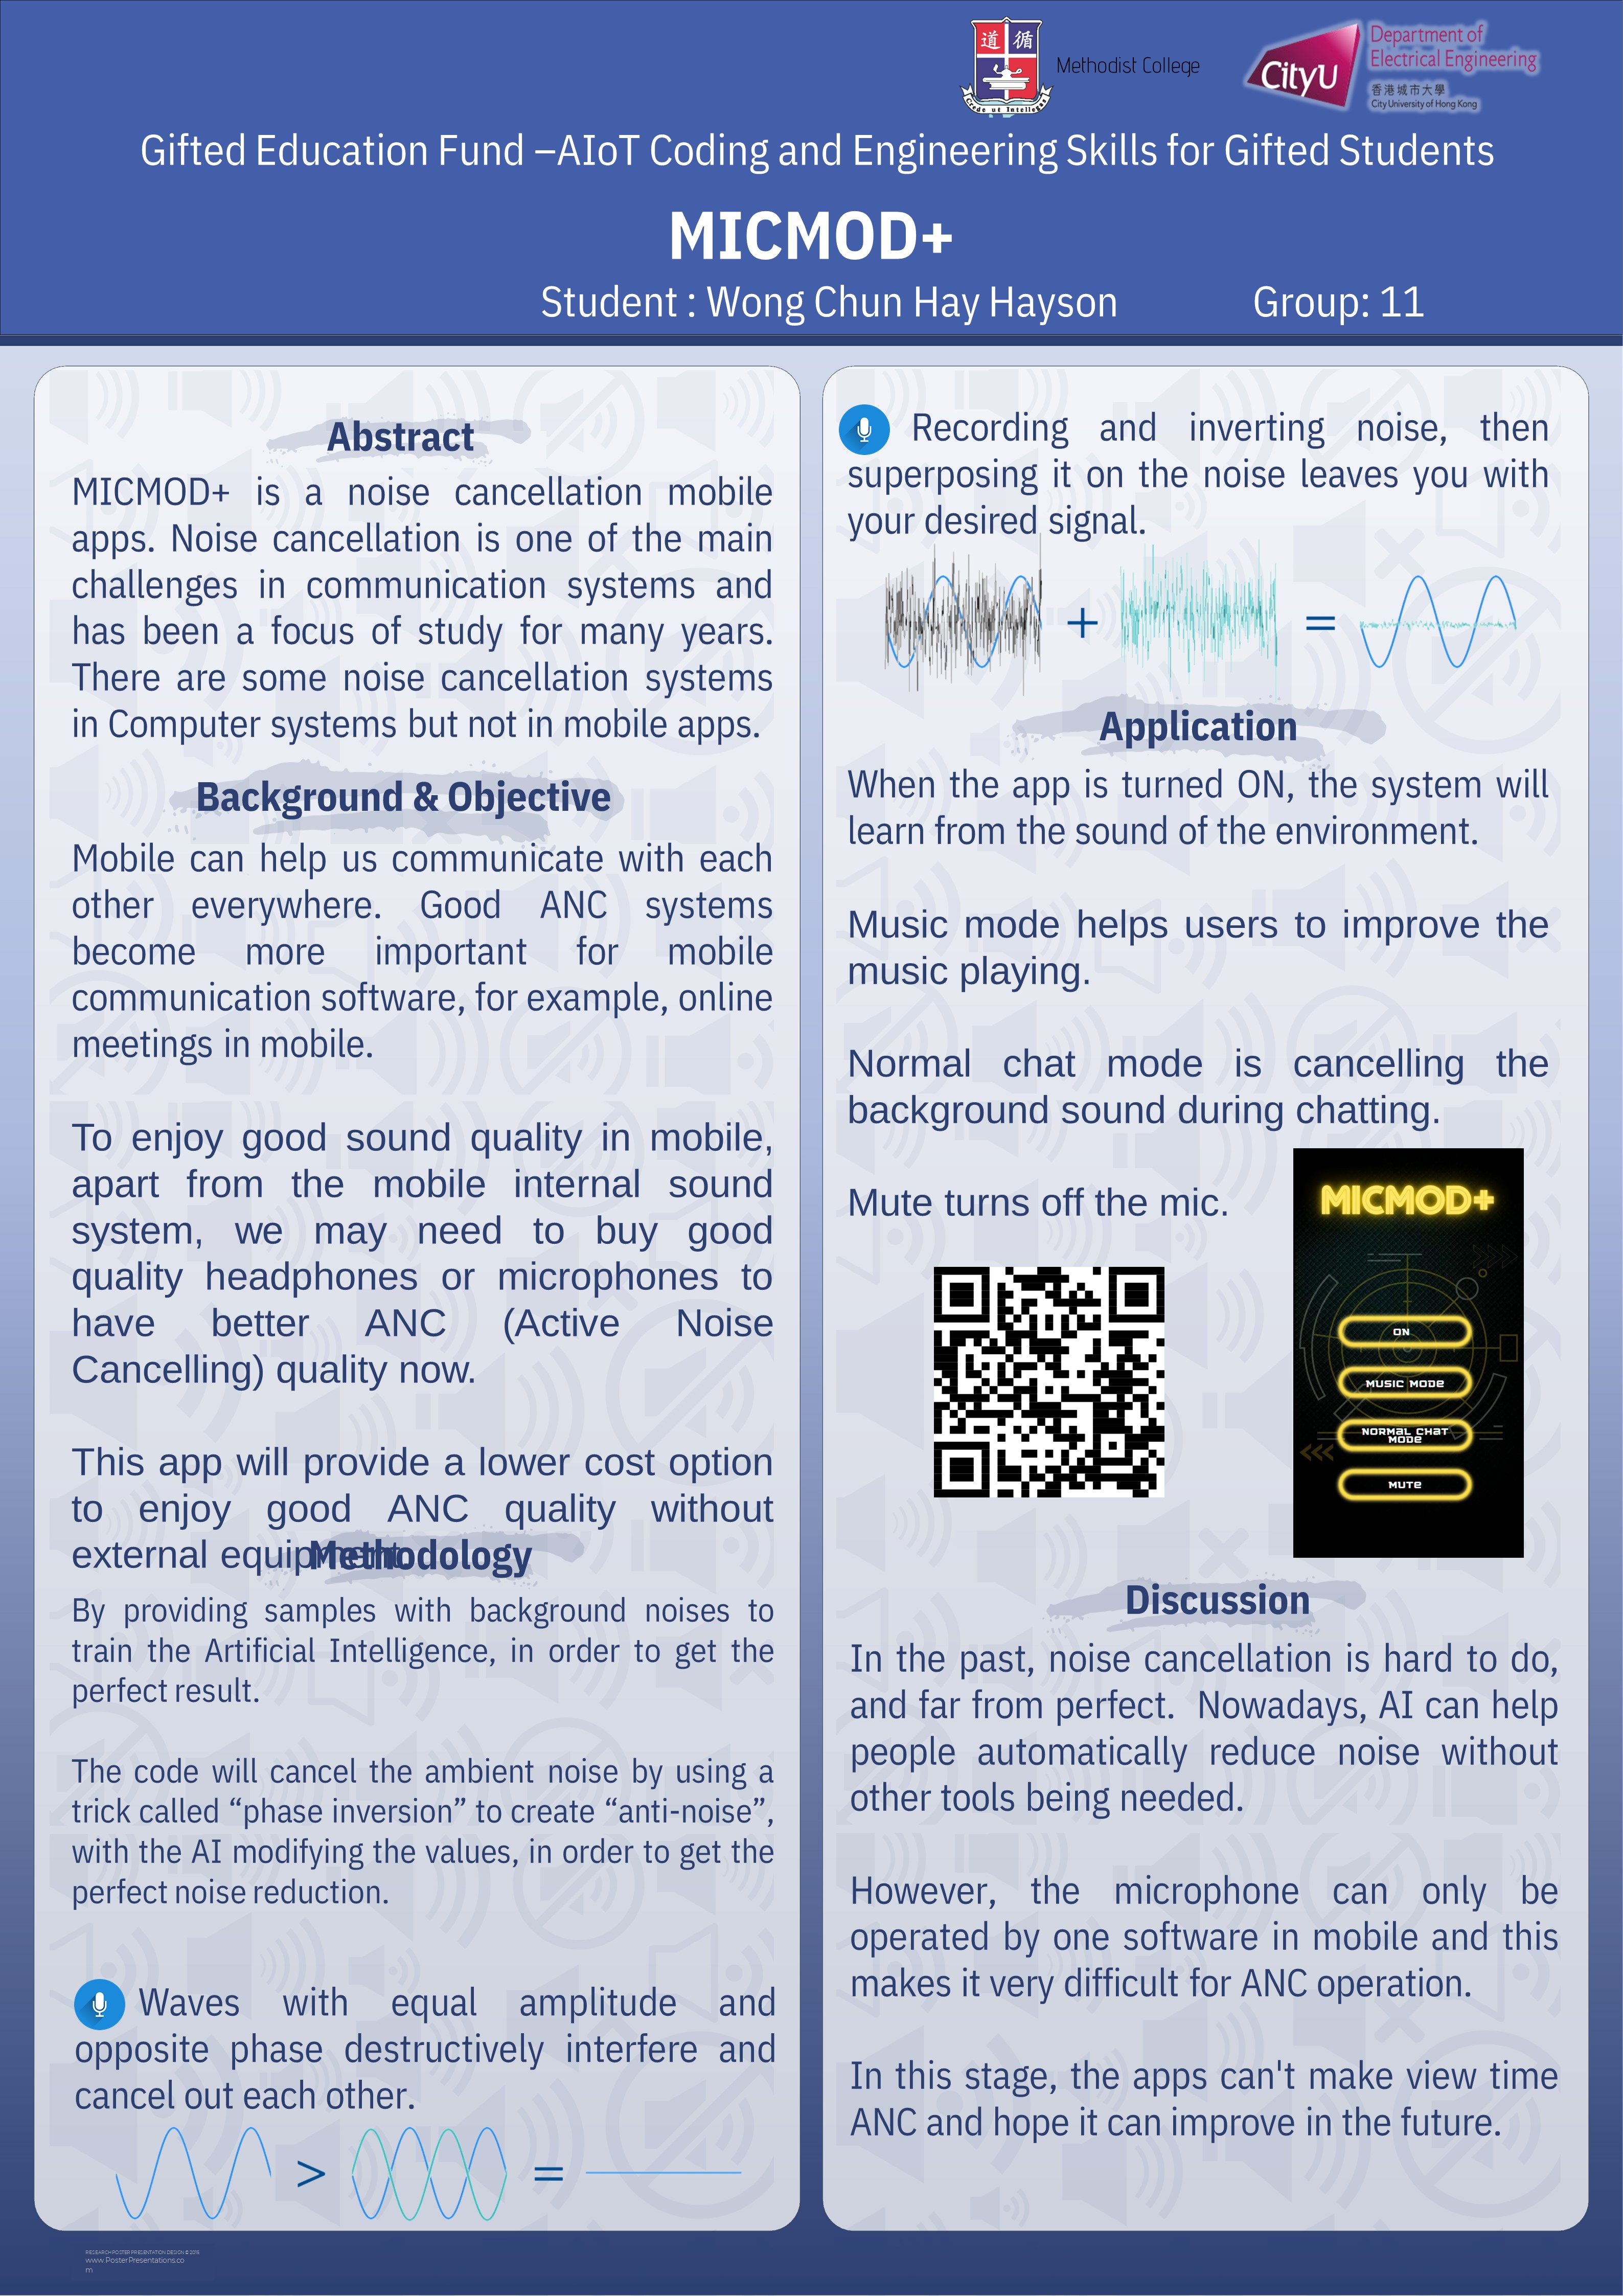 道 循
Crede ut Intellegas
Methodist College
CityU
Department of
Electrical Engineering
香港城市大學
City University of Hong Kong
Gifted Education Fund –AIoT Coding and Engineering Skills for Gifted Students
MICMOD+
Student : Wong Chun Hay Hayson Group: 11
Abstract
MICMOD+ is a noise cancellation mobile
apps. Noise cancellation is one of the main
challenges in communication systems and
has been a focus of study for many years.
There are some noise cancellation systems
in Computer systems but not in mobile apps.
Background & Objective
Mobile can help us communicate with each
other everywhere. Good ANC systems
become more important for mobile
communication software, for example, online
meetings in mobile.
To enjoy good sound quality in mobile,
apart from the mobile internal sound
system, we may need to buy good
quality headphones or microphones to
have better ANC (Active Noise
Cancelling) quality now.
This app will provide a lower cost option
to enjoy good ANC quality without
external equipment.
Methodology
By providing samples with background noises to
train the Artificial Intelligence, in order to get the
perfect result.
The code will cancel the ambient noise by using a
trick called “phase inversion” to create “anti-noise”,
with the AI modifying the values, in order to get the
perfect noise reduction.
Waves with equal amplitude and
opposite phase destructively interfere and
cancel out each other.
> =
Recording and inverting noise, then
superposing it on the noise leaves you with
your desired signal.
+ =
Application
When the app is turned ON, the system will
learn from the sound of the environment.
Music mode helps users to improve the
music playing.
Normal chat mode is cancelling the
background sound during chatting.
Mute turns off the mic.
MICMOD+
ON
MUSIC MODE
NORMAL CHAT
MODE
MUTE
Discussion
In the past, noise cancellation is hard to do,
and far from perfect. Nowadays, AI can help
people automatically reduce noise without
other tools being needed.
However, the microphone can only be
operated by one software in mobile and this
makes it very difficult for ANC operation.
In this stage, the apps can't make view time
ANC and hope it can improve in the future.
RESEARCH POSTER PRESENTATION DESIGN © 2015
www.PosterPresentations.co
m